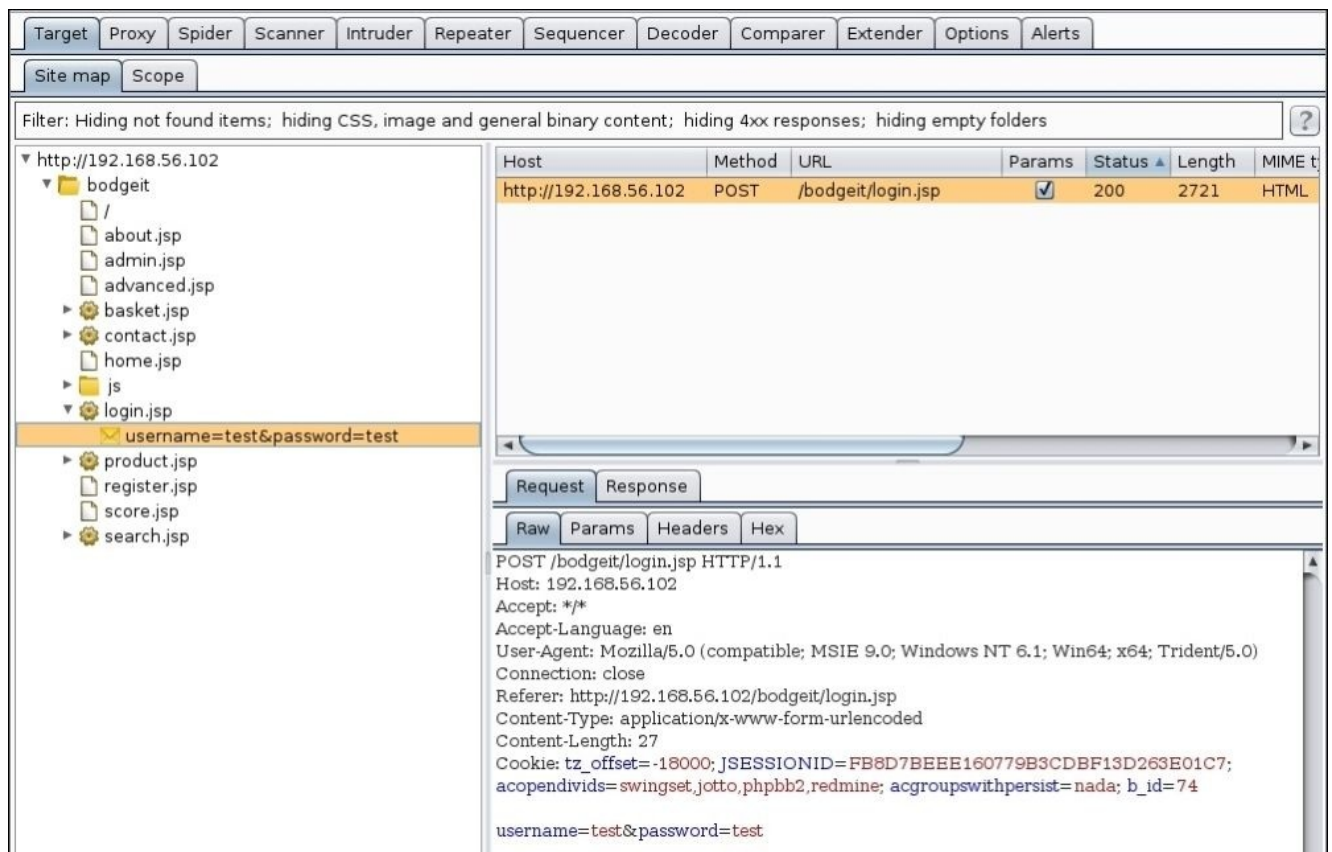 Target Proxy Spider Scanner Intruder Repeater Sequencer Decoder Comparer Extender Options Alerts
Site map Scope
Filter: Hiding not found items; hiding CSS, image and general binary content; hiding 4xx responses; hiding empty folders ?
http://192.168.56.102
bodgeit
/
about.jsp
admin.jsp
advanced.jsp
basket.jsp
contact.jsp
home.jsp
js
login.jsp
username=test&password=test
product.jsp
register.jsp
score.jsp
search.jsp
Host Method URL Params Status Length MIME t
http://192.168.56.102 POST /bodgeit/login.jsp 200 2721 HTML
Request Response
Raw Params Headers Hex
POST /bodgeit/login.jsp HTTP/1.1
Host: 192.168.56.102
Accept: */*
Accept-Language: en
User-Agent: Mozilla/5.0 (compatible; MSIE 9.0; Windows NT 6.1; Win64; x64; Trident/5.0)
Connection: close
Referer: http://192.168.56.102/bodgeit/login.jsp
Content-Type: application/x-www-form-urlencoded
Content-Length: 27
Cookie: tz_offset=-18000; JSESSIONID=FB8D7BEEE160779B3CDBF13D263E01C7;
acopendivids=swingset,jotto,phpbb2,redmine; acgroupswithpersist=nada; b_id=74
username=test&password=test